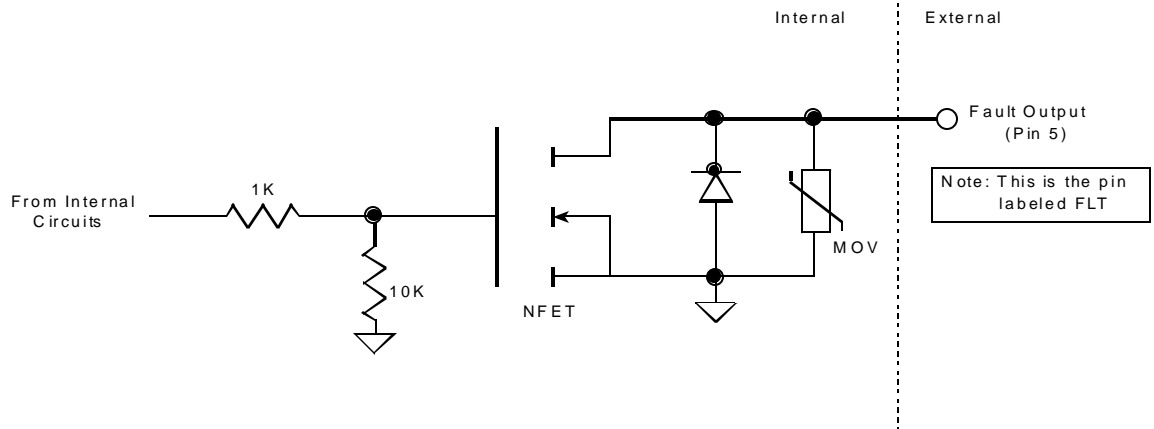 Internal
External
Fault Output
(Pin 5)
Note: This is the pin
labeled FLT
1K
From Internal
Circuits
MOV
10K
NFET